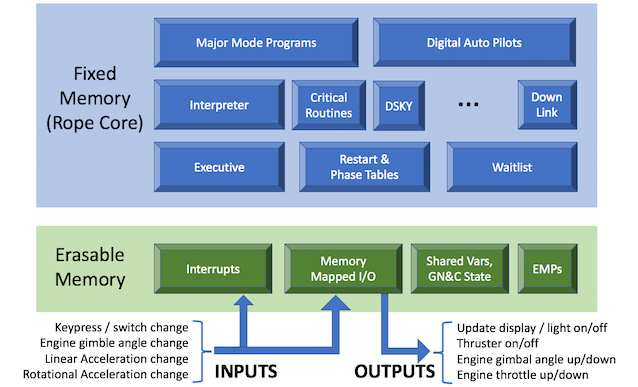 Fixed
Memory
(Rope Core)
Major Mode Programs
Digital Auto Pilots
Interpreter
Critical
Routines
DSKY
...
Down
Link
Executive
Restart &
Phase Tables
Waitlist
Erasable
Memory
Interrupts
Memory
Mapped I/O
Shared Vars,
GN&C State
EMPs
Keypress / switch change
Engine gimble angle change
Linear Acceleration change
Rotational Acceleration change
INPUTS
OUTPUTS
Update display / light on/off
Thruster on/off
Engine gimbal angle up/down
Engine throttle up/down